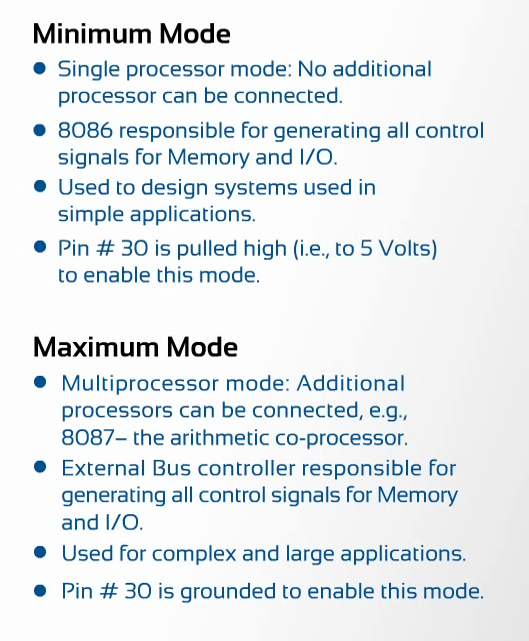 Minimum Mode
● Single processor mode: No additional
processor can be connected.
● 8086 responsible for generating all control
signals for Memory and I/O.
● Used to design systems used in
simple applications.
● Pin # 30 is pulled high (i.e., to 5 Volts)
to enable this mode.
Maximum Mode
● Multiprocessor mode: Additional
processors can be connected, e.g.,
8087– the arithmetic co-processor.
● External Bus controller responsible for
generating all control signals for Memory
and I/O.
● Used for complex and large applications.
● Pin # 30 is grounded to enable this mode.